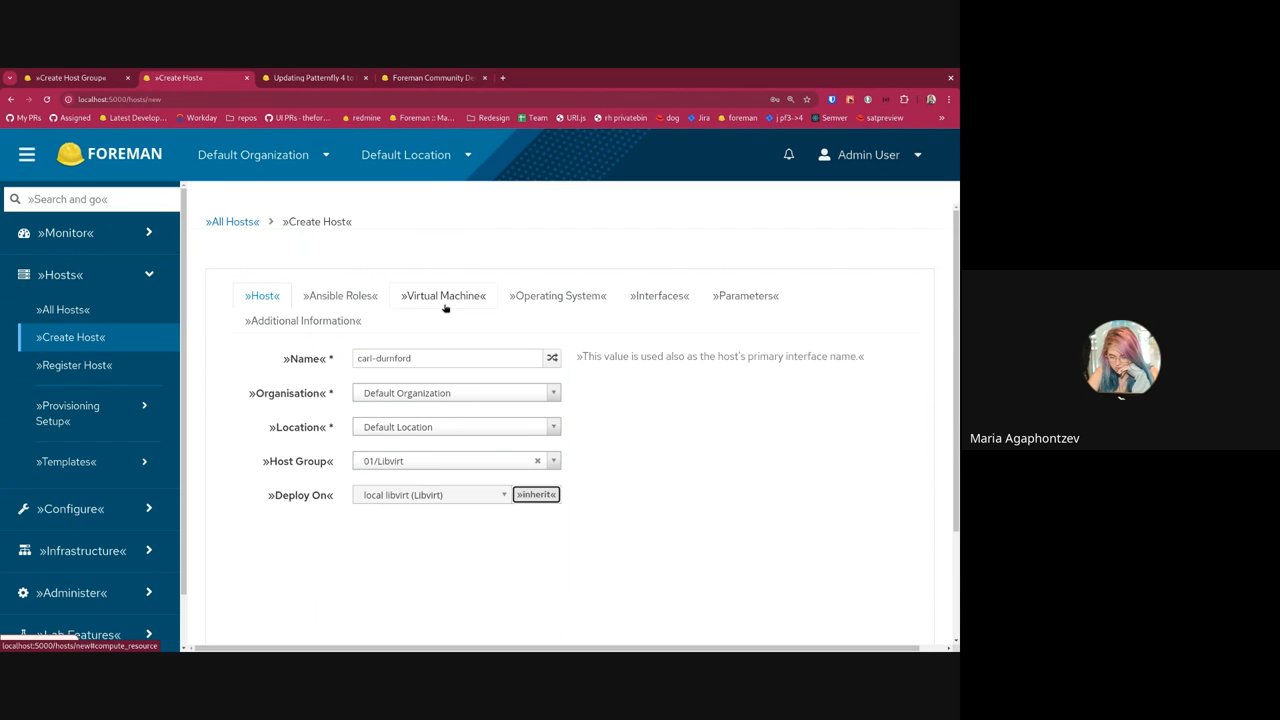 »Create Host Group«
»Create Host«
Updating Patternfly 4 to
Foreman Community De
localhost:5000/hosts/new
My PRs
Assigned
Latest Develop...
Workday
repos
UI PRs · thefor...
redmine
Foreman :: Ma...
Redesign
Team
URI.js
rh privatebin
dog
Jira
foreman
j pf3->4
Semver
satpreview
»
FOREMAN
Default Organization
Default Location
Admin User
»Search and go«
»Monitor«
»Hosts«
»All Hosts«
»Create Host«
»Register Host«
»Provisioning
Setup«
»Templates«
»Configure«
»Infrastructure«
»Administer«
»Lab Features«
localhost:5000/hosts/new#compute_resource
»All Hosts« > »Create Host«
»Host«
»Ansible Roles«
»Virtual Machine«
»Operating System«
»Interfaces«
»Parameters«
»Additional Information«
»Name« *
carl-durnford
»This value is used also as the host's primary interface name.«
»Organisation« *
Default Organization
»Location« *
Default Location
»Host Group«
01/Libvirt
»Deploy On«
local libvirt (Libvirt)
»inherit«
Maria Agaphontzev